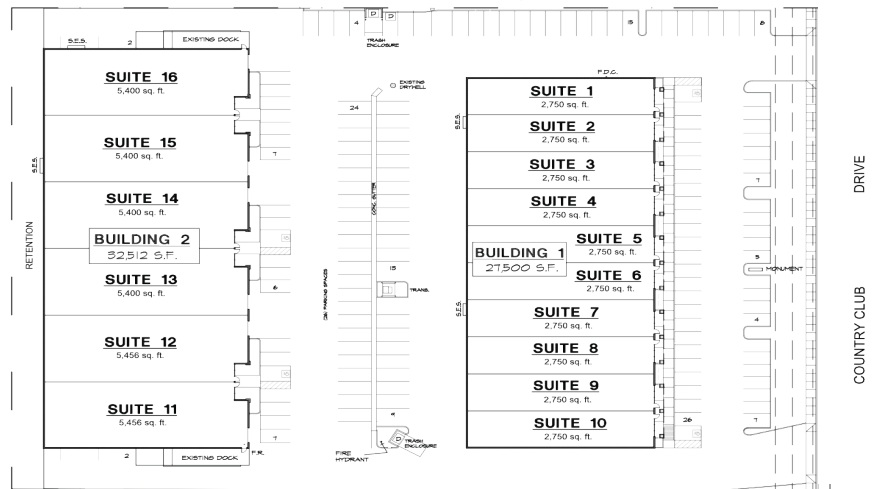 S.E.S.
2
EXISTING DOCK
4
TRASH
ENCLOSURE
8
SUITE 16
5,400 sq. ft.
SUITE 15
5,400 sq. ft.
S.E.S.
7
SUITE 14
5,400 sq. ft.
BUILDING 2
32,512 S.F.
SUITE 13
5,400 sq. ft.
6
SUITE 12
5,456 sq. ft.
SUITE 11
5,456 sq. ft.
7
2
EXISTING DOCK
F.R.
RETENTION
EXISTING
DRYWELL
24
CONC. GUTTER
PARKING SPACES
15
TRANS.
9
TRASH
ENCLOSURE
FIRE
HYDRANT
F.D.C.
SUITE 1
2,750 sq. ft.
S.E.S.
SUITE 2
2,750 sq. ft.
SUITE 3
2,750 sq. ft.
SUITE 4
2,750 sq. ft.
SUITE 5
2,750 sq. ft.
BUILDING 1
27,500 S.F.
SUITE 6
2,750 sq. ft.
S.E.S.
SUITE 7
2,750 sq. ft.
SUITE 8
2,750 sq. ft.
SUITE 9
2,750 sq. ft.
SUITE 10
2,750 sq. ft.
26
7
MONUMENT
4
7
COUNTRY CLUB DRIVE